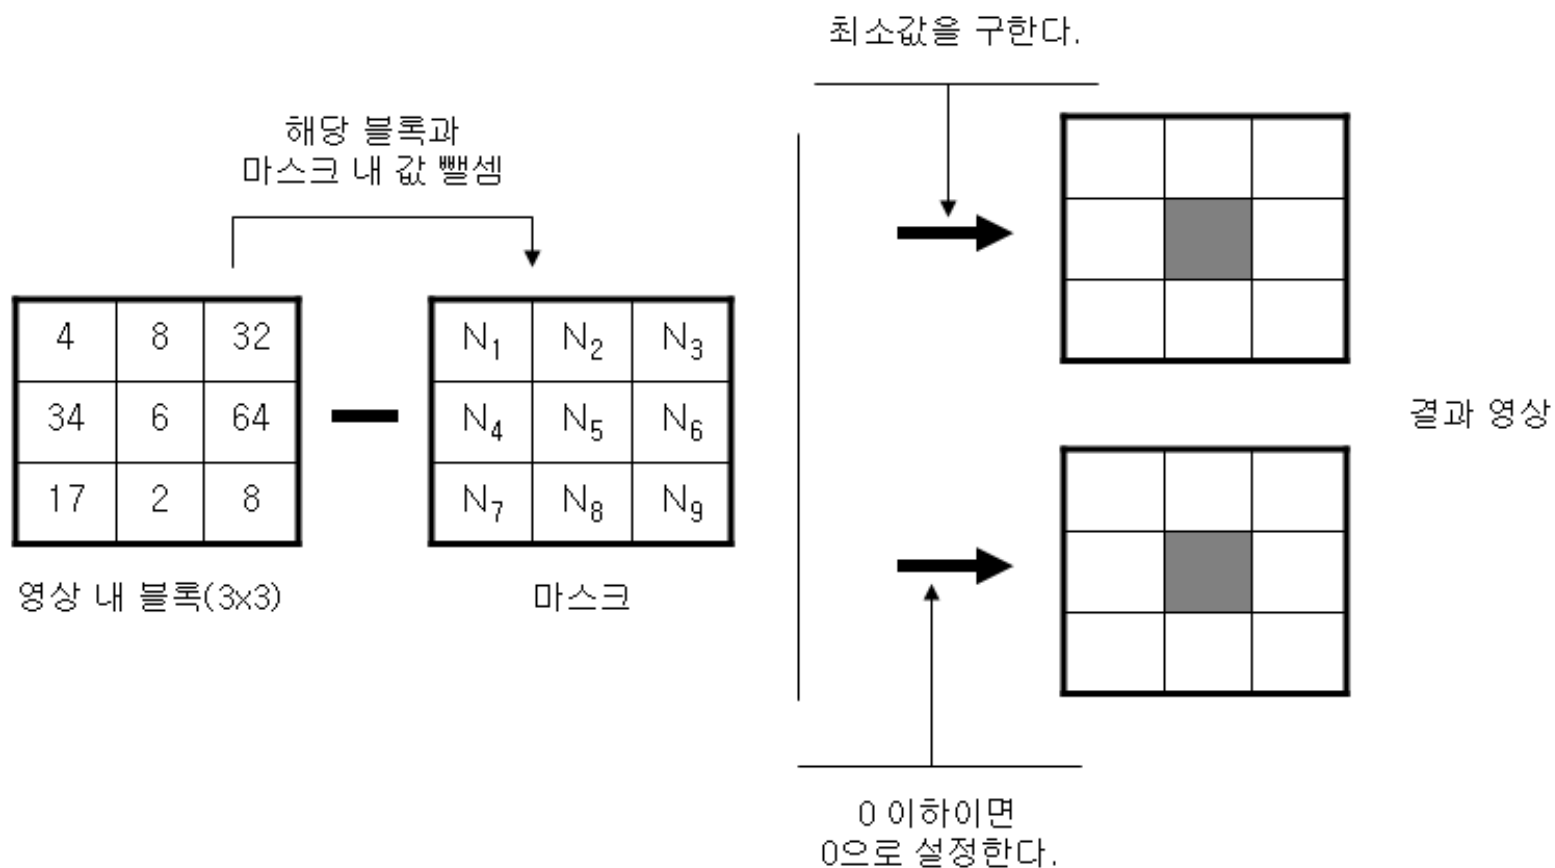 최소값을 구한다.
해당 블록과
마스크 내 값 뺄셈
4 8 32
34 6 64
17 2 8
N₁ N₂ N₃
N₄ N₅ N₆
N₇ N₈ N₉
영상 내 블록(3x3)
마스크
결과 영상
0 이하이면
0으로 설정한다.